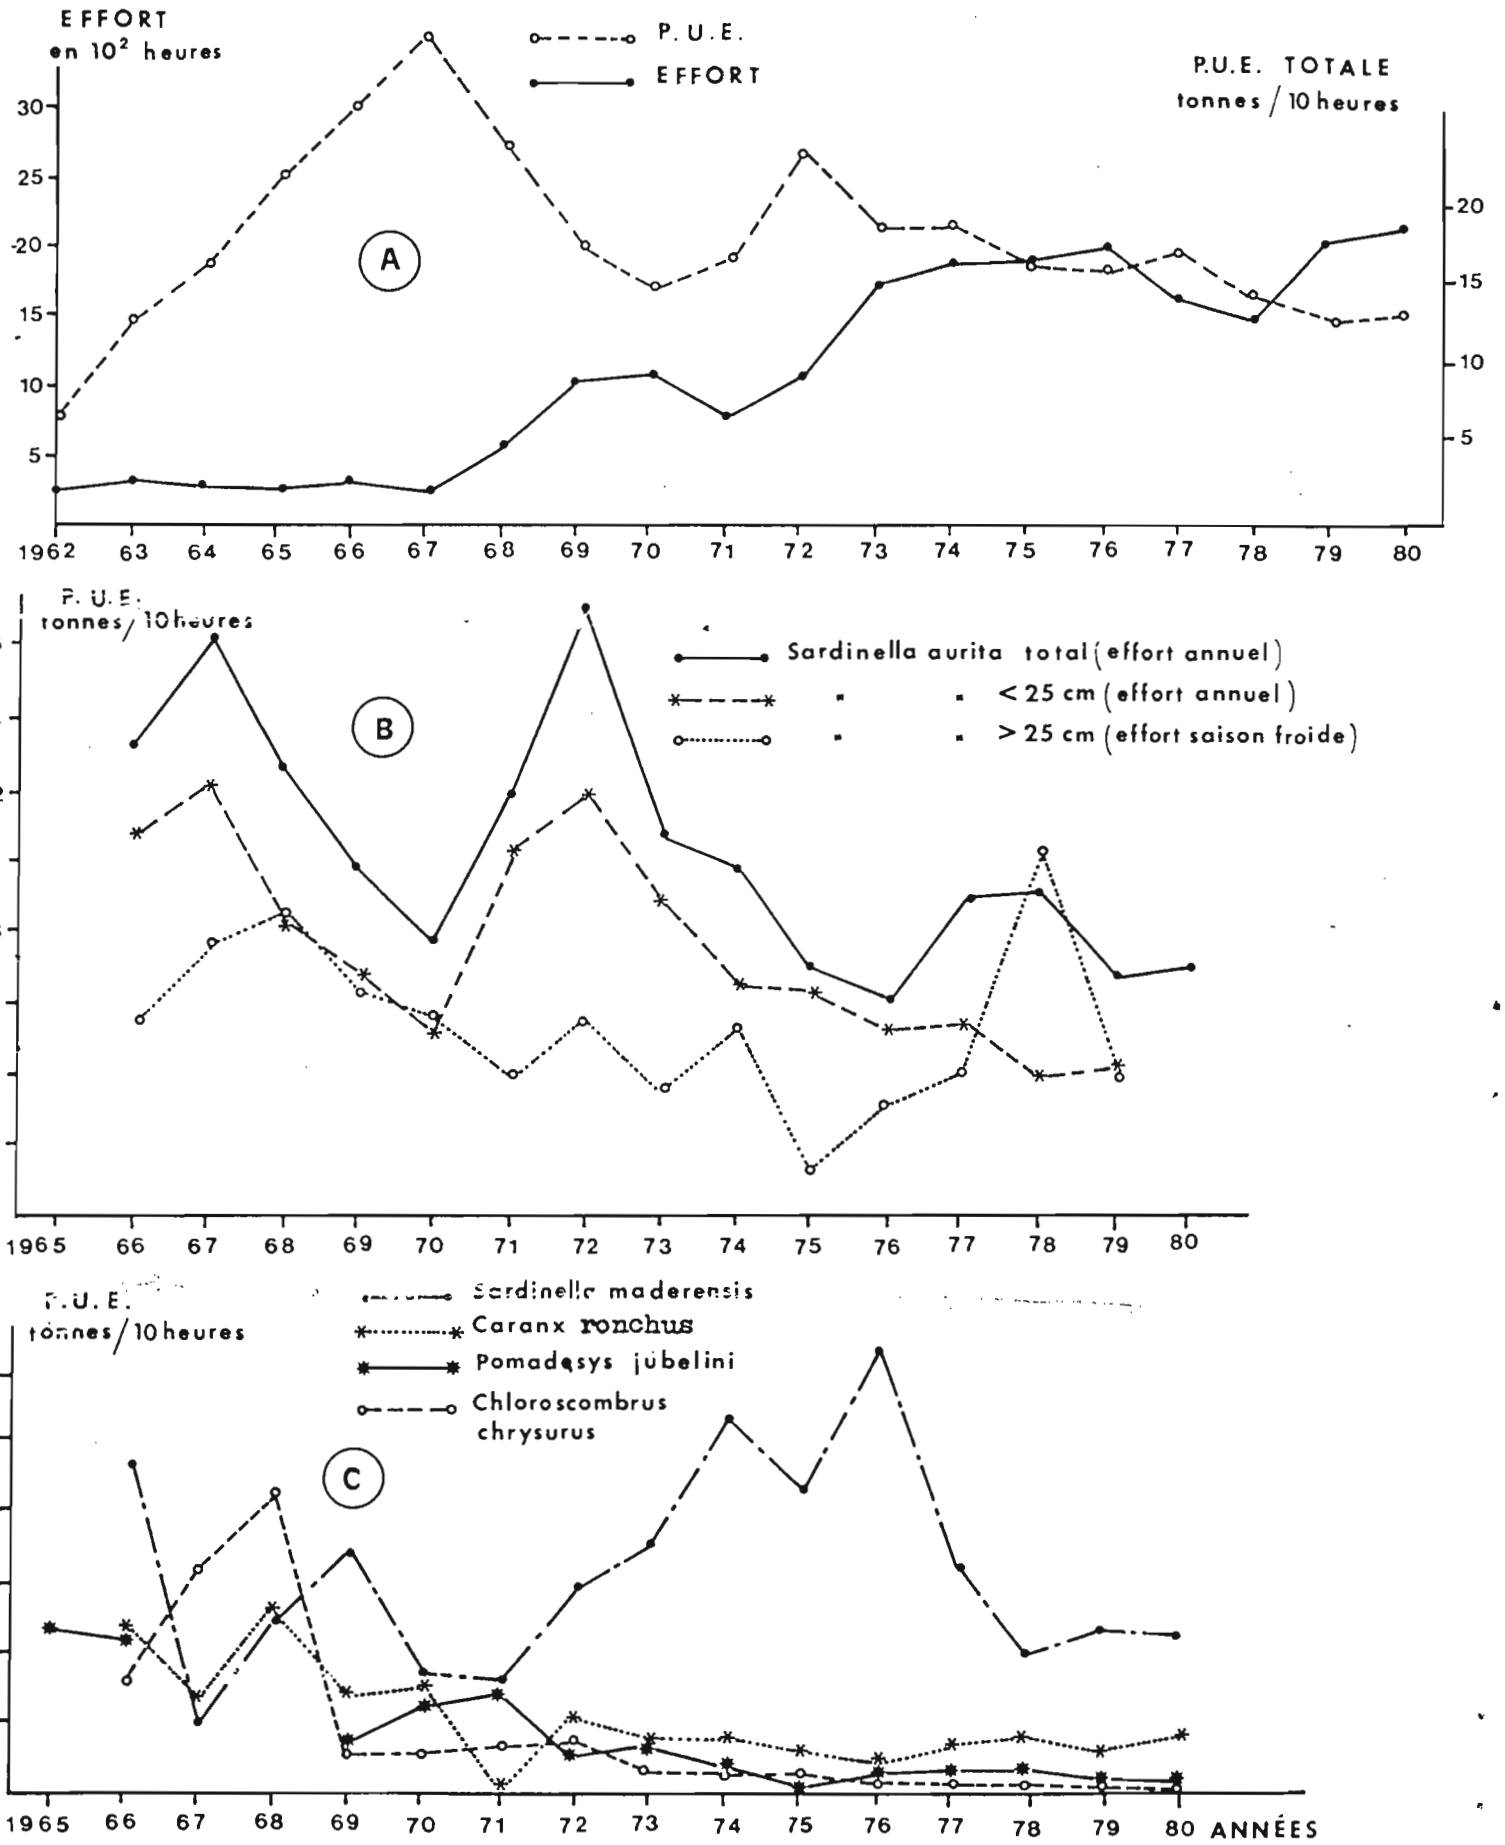 EFFORT
en 10² heures
P.U.E.
EFFORT
P.U.E. TOTALE
tonnes / 10 heures
30
25
20
15
10
5
20
15
10
5
A
1962 63 64 65 66 67 68 69 70 71 72 73 74 75 76 77 78 79 80
P.U.E.
tonnes / 10 heures
Sardinella aurita total (effort annuel)
" " < 25 cm (effort annuel)
" " > 25 cm (effort saison froide)
B
1965 66 67 68 69 70 71 72 73 74 75 76 77 78 79 80
P.U.E.
tonnes / 10 heures
Sardinella maderensis
Caranx ronchus
Pomadesys jubelini
Chloroscombrus
chrysurus
C
1965 66 67 68 69 70 71 72 73 74 75 76 77 78 79 80 ANNÉES